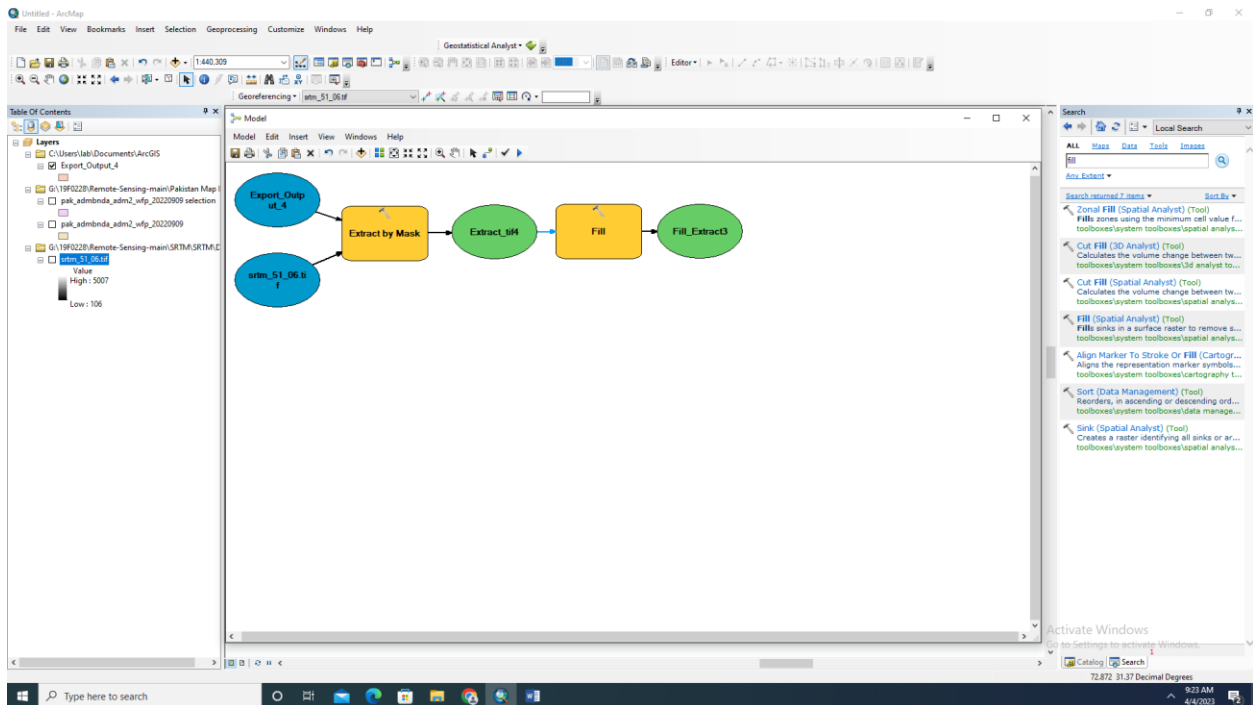 Untitled - ArcMap
File Edit View Bookmarks Insert Selection Geoprocessing Customize Windows Help
Geostatistical Analyst
1:440,309
Editor
Georeferencing srtm_51_06.tif
Table Of Contents
Layers
C:\Users\lab\Documents\ArcGIS
Export_Output_4
G:\19F0228\Remote-Sensing-main\Pakistan Map
pak_admbnda_adm2_wfp_20220909 selection
pak_admbnda_adm2_wfp_20220909
G:\19F0228\Remote-Sensing-main\SRTM\SRTM\D
srtm_51_06.tif
Value
High : 5007
Low : 106
Model
Model Edit Insert View Windows Help
Export_Outp
ut_4
Extract by Mask
Extract_tif4
Fill
Fill_Extract3
srtm_51_06.ti
f
Search
Local Search
ALL Maps Data Tools Images
fill
Any Extent
Search returned 7 items Sort By
Zonal Fill (Spatial Analyst) (Tool)
Fills zones using the minimum cell value f...
toolboxes\system toolboxes\spatial analys...
Cut Fill (3D Analyst) (Tool)
Calculates the volume change between tw...
toolboxes\system toolboxes\3d analyst to...
Cut Fill (Spatial Analyst) (Tool)
Calculates the volume change between tw...
toolboxes\system toolboxes\spatial analys...
Fill (Spatial Analyst) (Tool)
Fills sinks in a surface raster to remove s...
toolboxes\system toolboxes\spatial analys...
Align Marker To Stroke Or Fill (Cartogr...
Aligns the representation marker symbols...
toolboxes\system toolboxes\cartography t...
Sort (Data Management) (Tool)
Reorders, in ascending or descending ord...
toolboxes\system toolboxes\data manage...
Sink (Spatial Analyst) (Tool)
Creates a raster identifying all sinks or ar...
toolboxes\system toolboxes\spatial analys...
Activate Windows
Go to Settings to activate Windows.
1
Catalog Search
72.872 31.37 Decimal Degrees
Type here to search
9:23 AM
4/4/2023
2